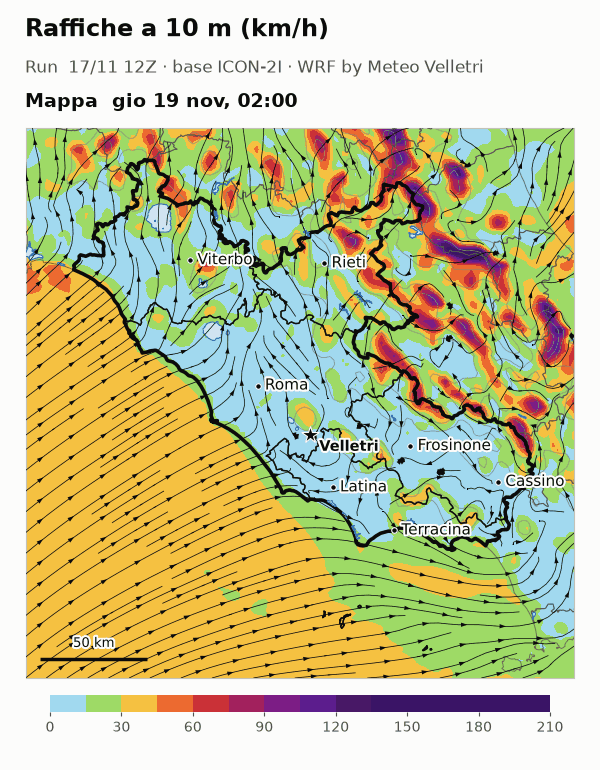 Raffiche a 10 m (km/h)
Run 17/11 12Z · base ICON-2I · WRF by Meteo Velletri
Mappa gio 19 nov, 02:00
Viterbo
Rieti
Roma
Velletri
Frosinone
Latina
Cassino
Terracina
50 km
0 30 60 90 120 150 180 210